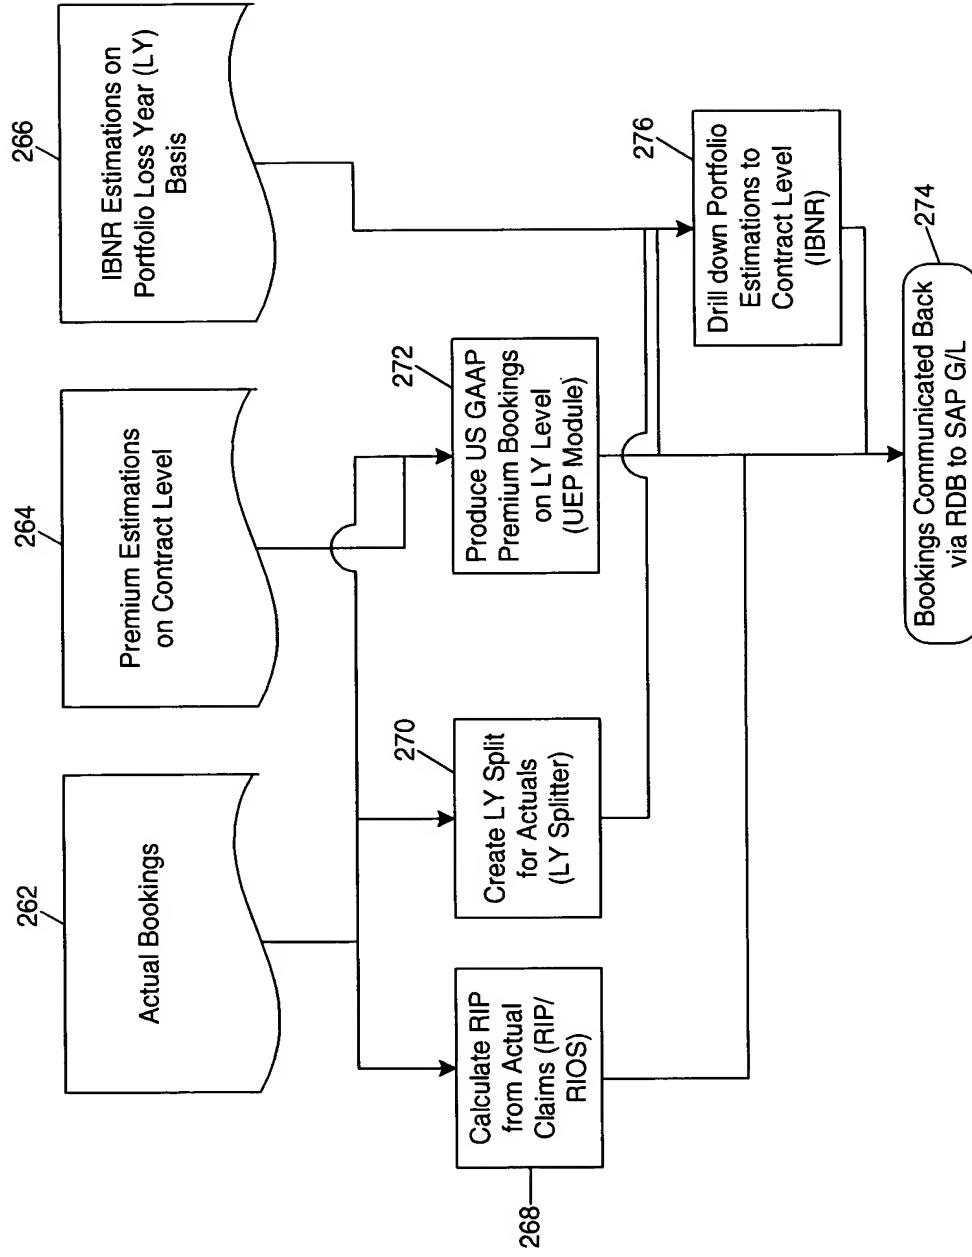 262
Actual Bookings
264
Premium Estimations
on Contract Level
266
IBNR Estimations on
Portfolio Loss Year (LY)
Basis
268
Calculate RIP
from Actual
Claims (RIP/
RIOS)
270
Create LY Split
for Actuals
(LY Splitter)
272
Produce US GAAP
Premium Bookings
on LY Level
(UEP Module)
276
Drill down Portfolio
Estimations to
Contract Level
(IBNR)
274
Bookings Communicated Back
via RDB to SAP G/L